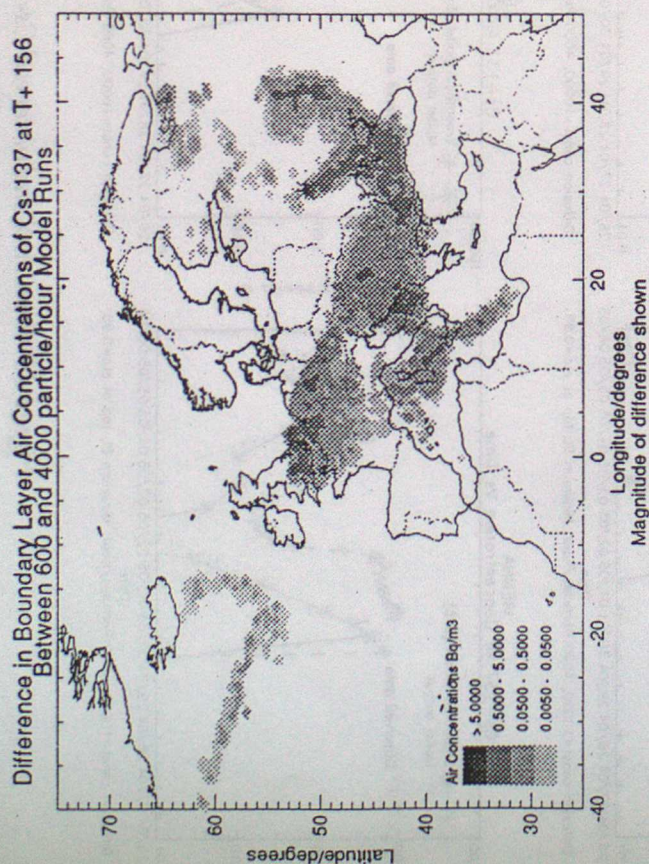 Difference in Boundary Layer Air Concentrations of Cs-137 at T+ 156
Between 600 and 4000 particle/hour Model Runs
Latitude/degrees
70
60
50
40
30
Air Concentrations Bq/m3
> 5.0000
0.5000 - 5.0000
0.0500 - 0.5000
0.0050 - 0.0500
-40
-20
0
20
40
Longitude/degrees
Magnitude of difference shown